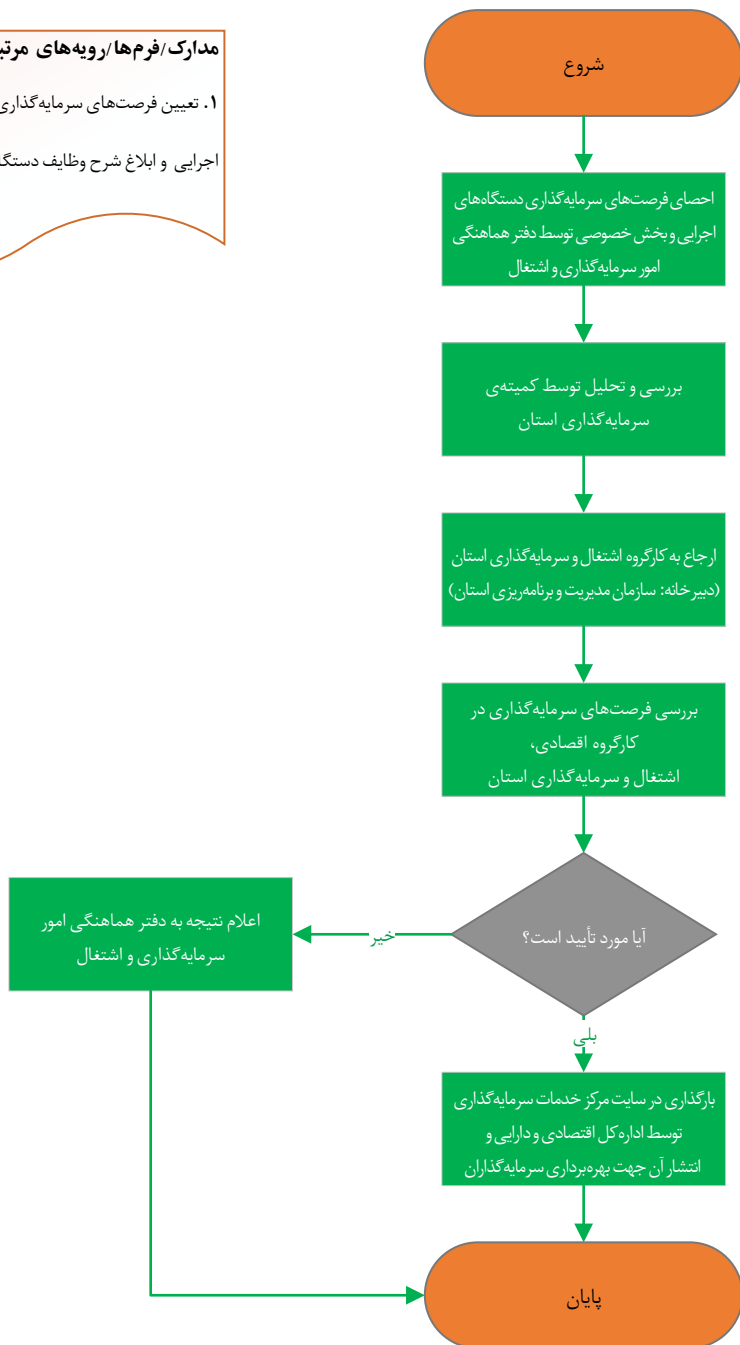 مدارک/فرم‌ها/رویه‌های
۱. تعیین فرصت‌های سرمایه‌گذاری
اجرایی و ابلاغ شرح وظایف
شروع
احصای فرصت‌های سرمایه‌گذاری دستگاه‌های
اجرایی و بخش خصوصی توسط دفتر هماهنگی
امور سرمایه‌گذاری و اشتغال
بررسی و تحلیل توسط کمیته‌ی
سرمایه‌گذاری استان
ارجاع به کارگروه اشتغال و سرمایه‌گذاری استان
(دبیرخانه: سازمان مدیریت و برنامه‌ریزی استان)
بررسی فرصت‌های سرمایه‌گذاری در
کارگروه اقتصادی،
اشتغال و سرمایه‌گذاری استان
آیا مورد تأیید است؟
خیر
اعلام نتیجه به دفتر هماهنگی امور
سرمایه‌گذاری و اشتغال
بلی
بارگذاری در سایت مرکز خدمات سرمایه‌گذاری
توسط اداره کل اقتصادی و دارایی و
انتشار آن جهت بهره‌برداری سرمایه‌گذاران
پایان